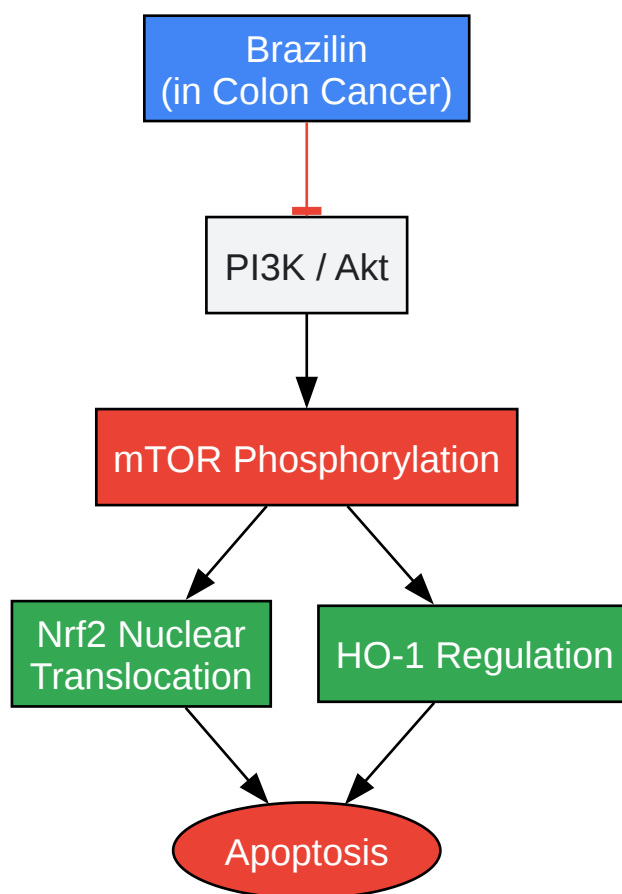 Brazilin
(in Colon Cancer)
PI3K / Akt
mTOR Phosphorylation
Nrf2 Nuclear
Translocation
HO-1 Regulation
Apoptosis